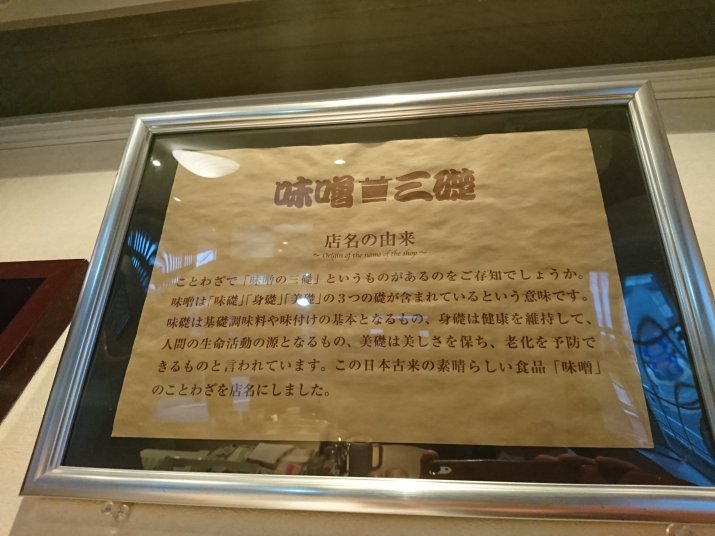 味噌丗三礎
店名の由来
～ Origin of the name of the shop ～
ことわざで「味噌の三礎」というものがあるのをご存知でしょうか。
味噌は「味礎」「身礎」「美礎」の3つの礎が含まれているという意味です。
味礎は基礎調味料や味付けの基本となるもの、身礎は健康を維持して、
人間の生命活動の源となるもの、美礎は美しさを保ち、老化を予防で
きるものと言われています。この日本古来の素晴らしい食品「味噌」
のことわざを店名にしました。